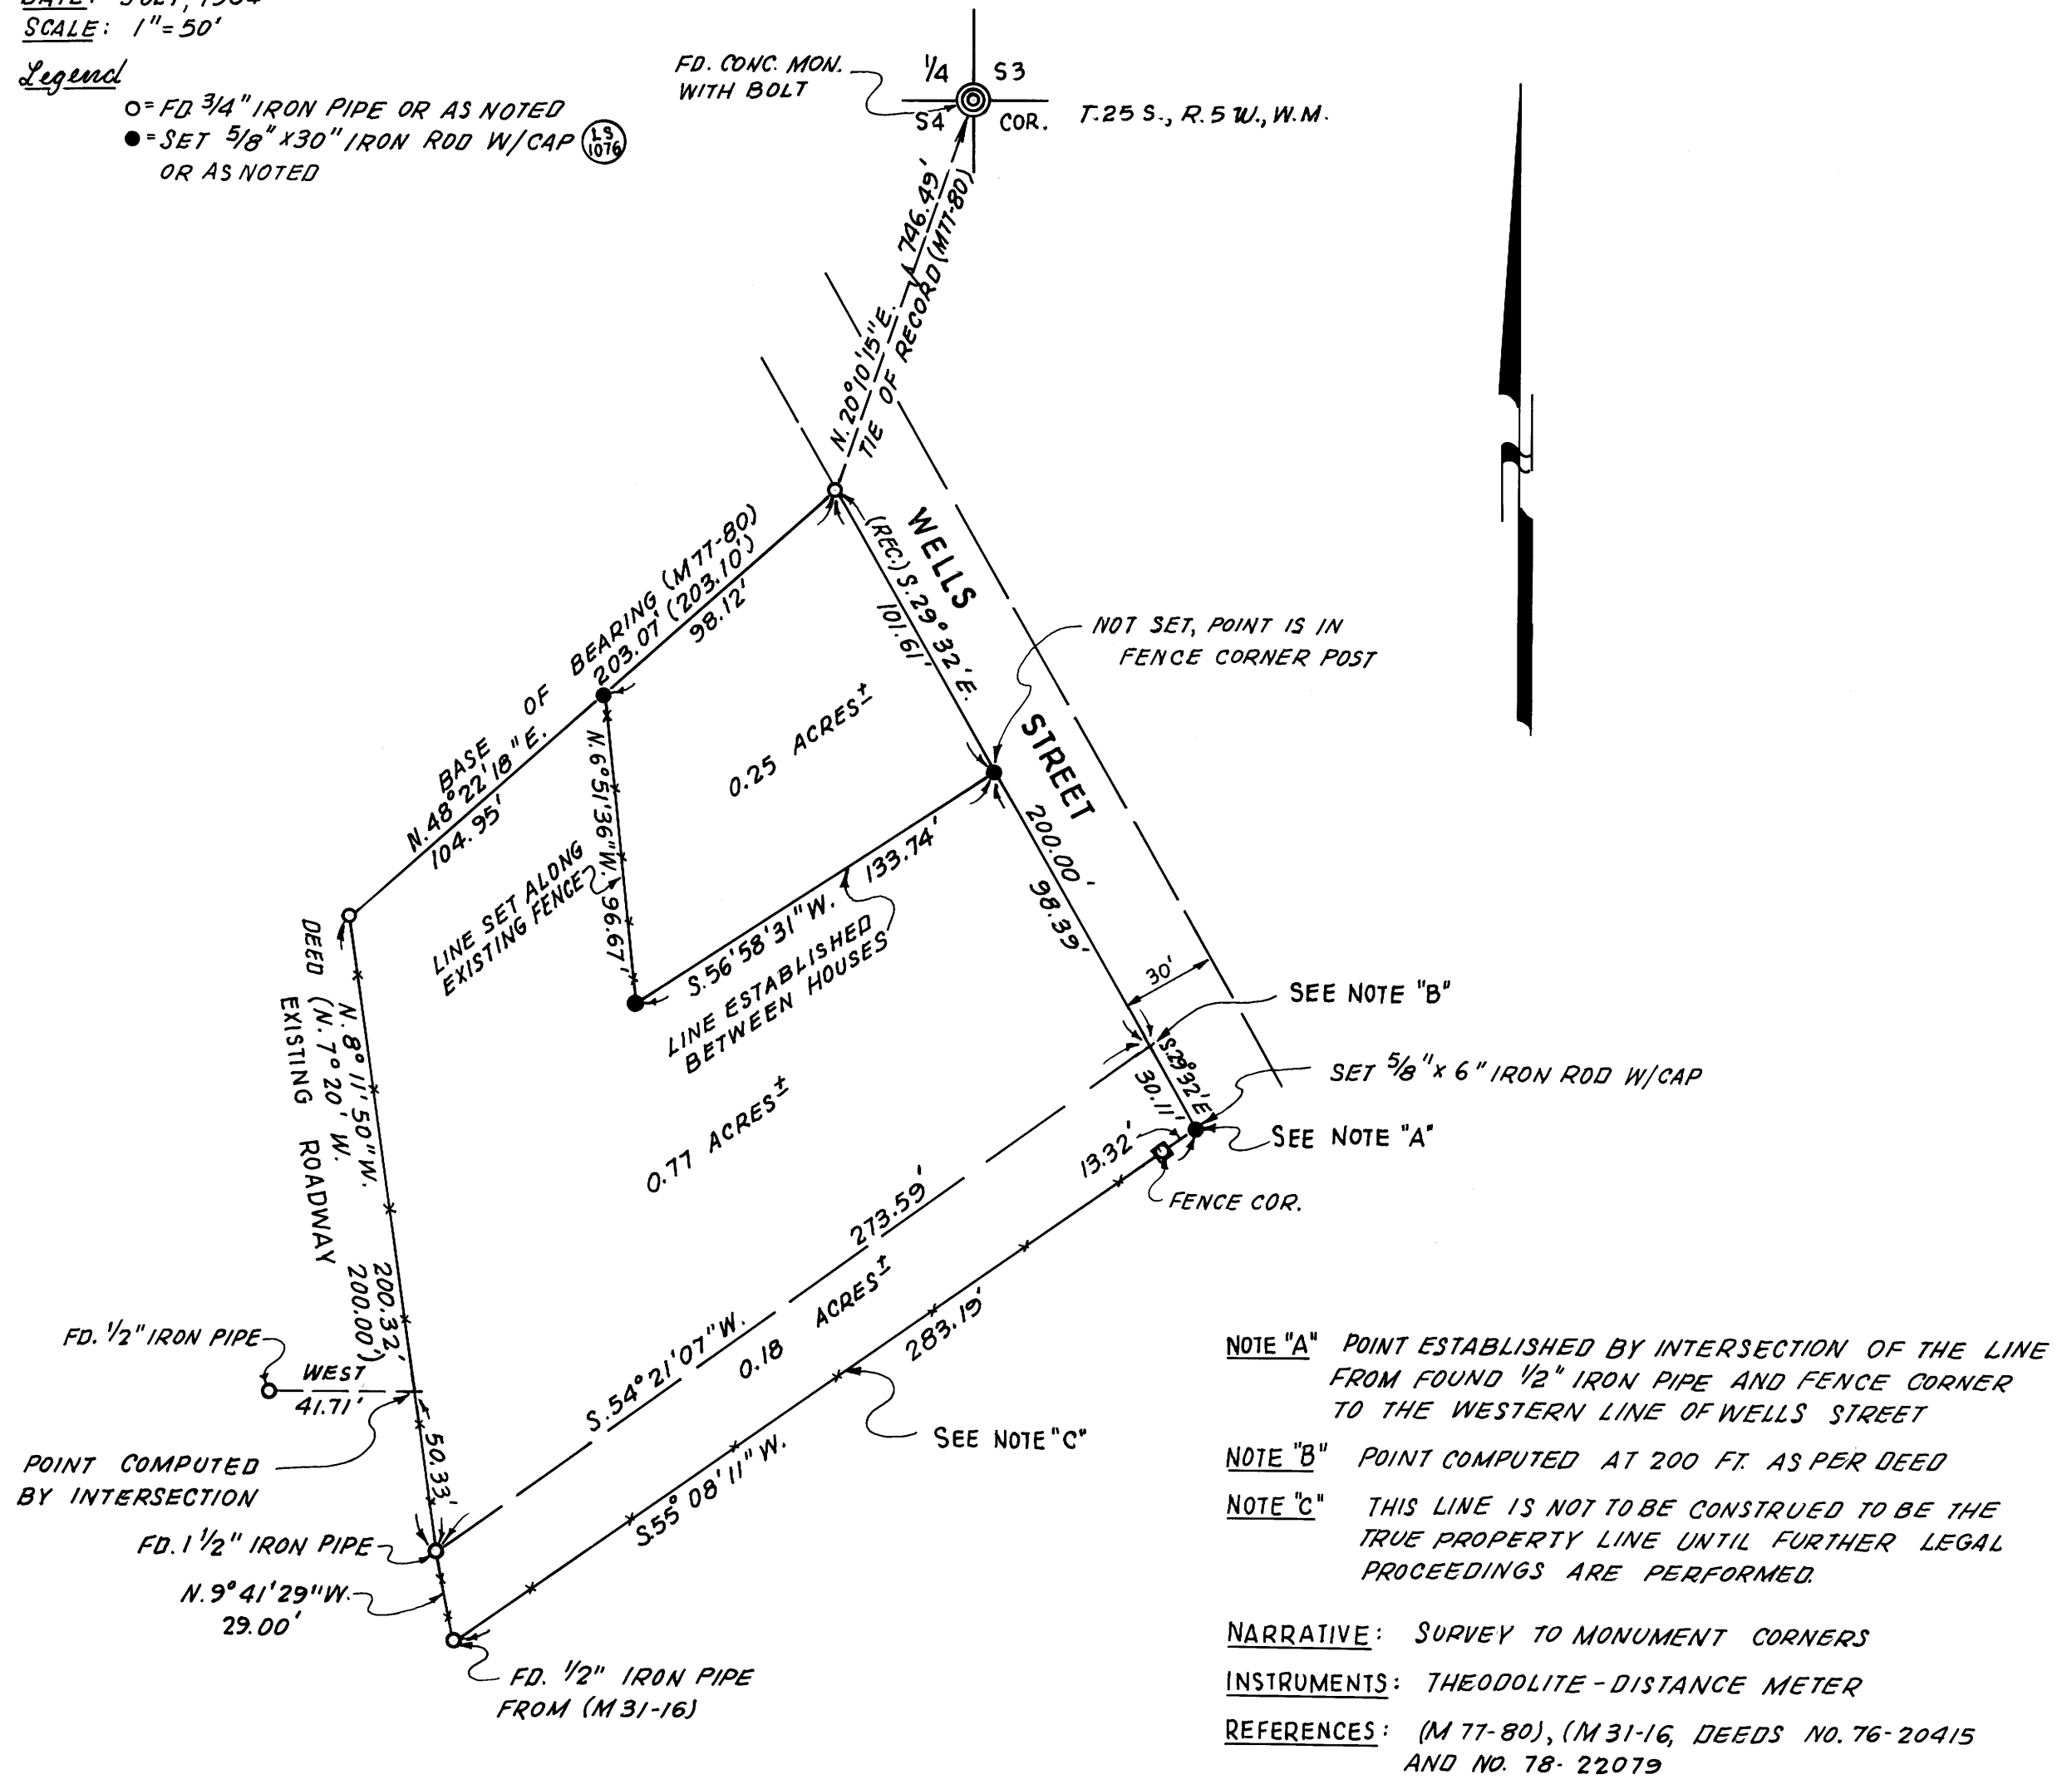 SCALE: 1"=50'
Legend
O= FD. 3/4" IRON PIPE OR AS NOTED
●= SET 5/8" X30" IRON ROD W/CAP
LS
1076
OR AS NOTED
FD. CONC. MON.
WITH BOLT
1/4 S3
S4 COR.
T.25 S., R.5 W., W.M.
N. 20°10'15"E. 746.49'
TIE OF RECORD (M77-80)
BASE OF BEARING (M77-80)
203.07' (203.10')
98.12'
N. 48°22'18"E.
104.95'
(REC.) S. 29°32'E.
101.61'
WELLS
STREET
NOT SET, POINT IS IN
FENCE CORNER POST
0.25 ACRES±
N. 6°51'36"W. 96.67'
LINE SET ALONG
EXISTING FENCE
133.74'
S. 56'58'31"W.
LINE ESTABLISHED
BETWEEN HOUSES
200.00'
98.39'
30'
SEE NOTE "B"
S. 29°32'E
30.11'
SET 5/8" x 6" IRON ROD W/CAP
SEE NOTE "A"
13.32'
FENCE COR.
N. 8° 11' 50"W.
DEED (N. 7° 20' W.
EXISTING ROADWAY
200.32'
200.00')
0.77 ACRES±
273.59'
S. 54°21'07"W.
0.18 ACRES±
283.19'
S. 55° 08' 11" W.
SEE NOTE "C"
FD. 1/2" IRON PIPE
WEST
41.71'
50.33'
POINT COMPUTED
BY INTERSECTION
FD. 1 1/2" IRON PIPE
N. 9° 41' 29" W.
29.00'
FD. 1/2" IRON PIPE
FROM (M 31-16)
NOTE "A" POINT ESTABLISHED BY INTERSECTION OF THE LINE
FROM FOUND 1/2" IRON PIPE AND FENCE CORNER
TO THE WESTERN LINE OF WELLS STREET
NOTE "B" POINT COMPUTED AT 200 FT. AS PER DEED
NOTE "C" THIS LINE IS NOT TO BE CONSTRUED TO BE THE
TRUE PROPERTY LINE UNTIL FURTHER LEGAL
PROCEEDINGS ARE PERFORMED.
NARRATIVE: SURVEY TO MONUMENT CORNERS
INSTRUMENTS: THEODOLITE - DISTANCE METER
REFERENCES: (M 77-80), (M 31-16, DEEDS NO. 76-20415
AND NO. 78-22079